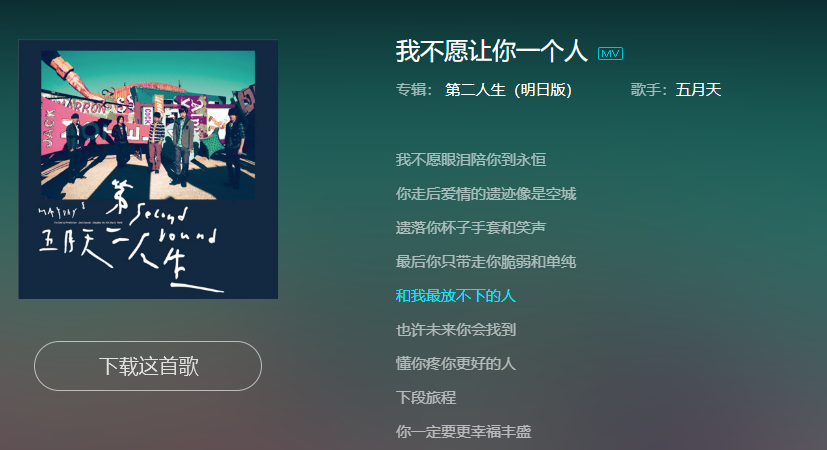 我不愿让你一个人 MV
专辑： 第二人生（明日版） 歌手：五月天
我不愿眼泪陪你到永恒
你走后爱情的遗迹像是空城
遗落你杯子手套和笑声
最后你只带走你脆弱和单纯
和我最放不下的人
也许未来你会找到
懂你疼你更好的人
下段旅程
你一定要更幸福丰盛
JACK
MAYDAY
第 Second
五月天 二人生 round
下载这首歌